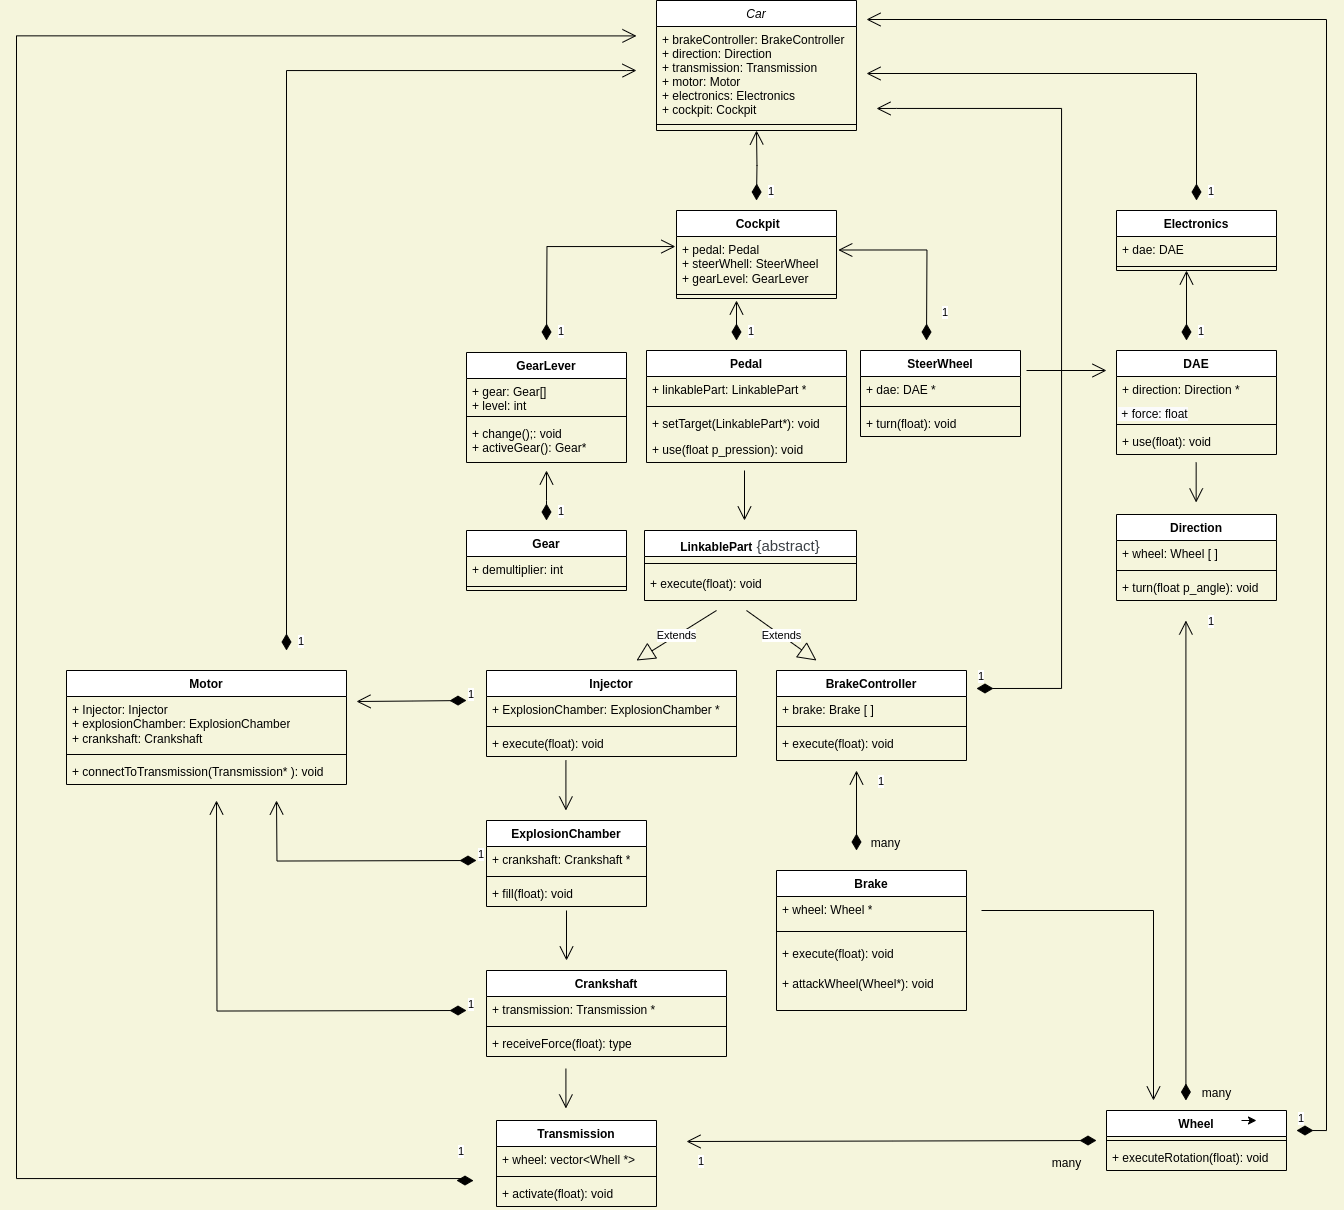 Car
+ brakeController: BrakeController
+ direction: Direction
+ transmission: Transmission
+ motor: Motor
+ electronics: Electronics
+ cockpit: Cockpit
1
1
Cockpit
+ pedal: Pedal
+ steerWhell: SteerWheel
+ gearLevel: GearLever
Electronics
+ dae: DAE
1
1
1
1
GearLever
+ gear: Gear[]
+ level: int
+ change();: void
+ activeGear(): Gear*
Pedal
+ linkablePart: LinkablePart *
+ setTarget(LinkablePart*): void
+ use(float p_pression): void
SteerWheel
+ dae: DAE *
+ turn(float): void
DAE
+ direction: Direction *
+ force: float
+ use(float): void
1
Gear
+ demultiplier: int
LinkablePart {abstract}
+ execute(float): void
Direction
+ wheel: Wheel [ ]
+ turn(float p_angle): void
1
Extends
Extends
1
Motor
+ Injector: Injector
+ explosionChamber: ExplosionChamber
+ crankshaft: Crankshaft
+ connectToTransmission(Transmission* ): void
1
Injector
+ ExplosionChamber: ExplosionChamber *
+ execute(float): void
BrakeController
+ brake: Brake [ ]
+ execute(float): void
1
1
many
ExplosionChamber
+ crankshaft: Crankshaft *
+ fill(float): void
1
Brake
+ wheel: Wheel *
+ execute(float): void
+ attackWheel(Wheel*): void
1
Crankshaft
+ transmission: Transmission *
+ receiveForce(float): type
many
1
Transmission
+ wheel: vector<Whell *>
+ activate(float): void
1
many
Wheel
+ executeRotation(float): void
1